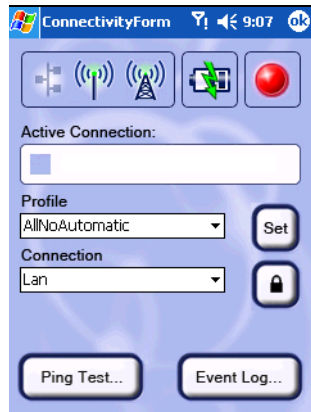 ConnectivityForm 9:07 ok
Active Connection:
Profile
AllNoAutomatic
Set
Connection
Lan
Ping Test...
Event Log...